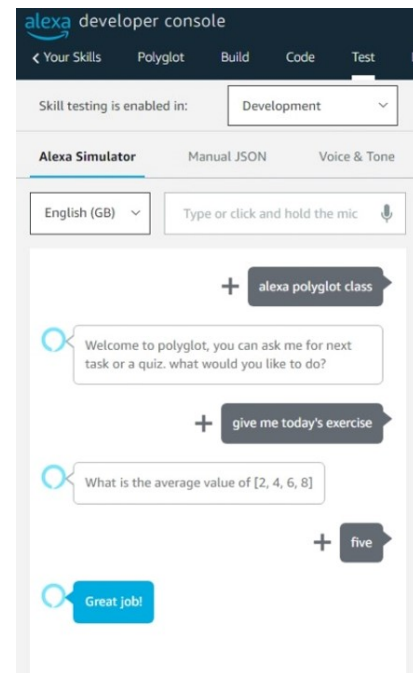 alexa developer console
< Your Skills Polyglot Build Code Test
Skill testing is enabled in: Development
Alexa Simulator Manual JSON Voice & Tone
English (GB) Type or click and hold the mic
+ alexa polyglot class
Welcome to polyglot, you can ask me for next
task or a quiz. what would you like to do?
+ give me today's exercise
What is the average value of [2, 4, 6, 8]
+ five
Great job!